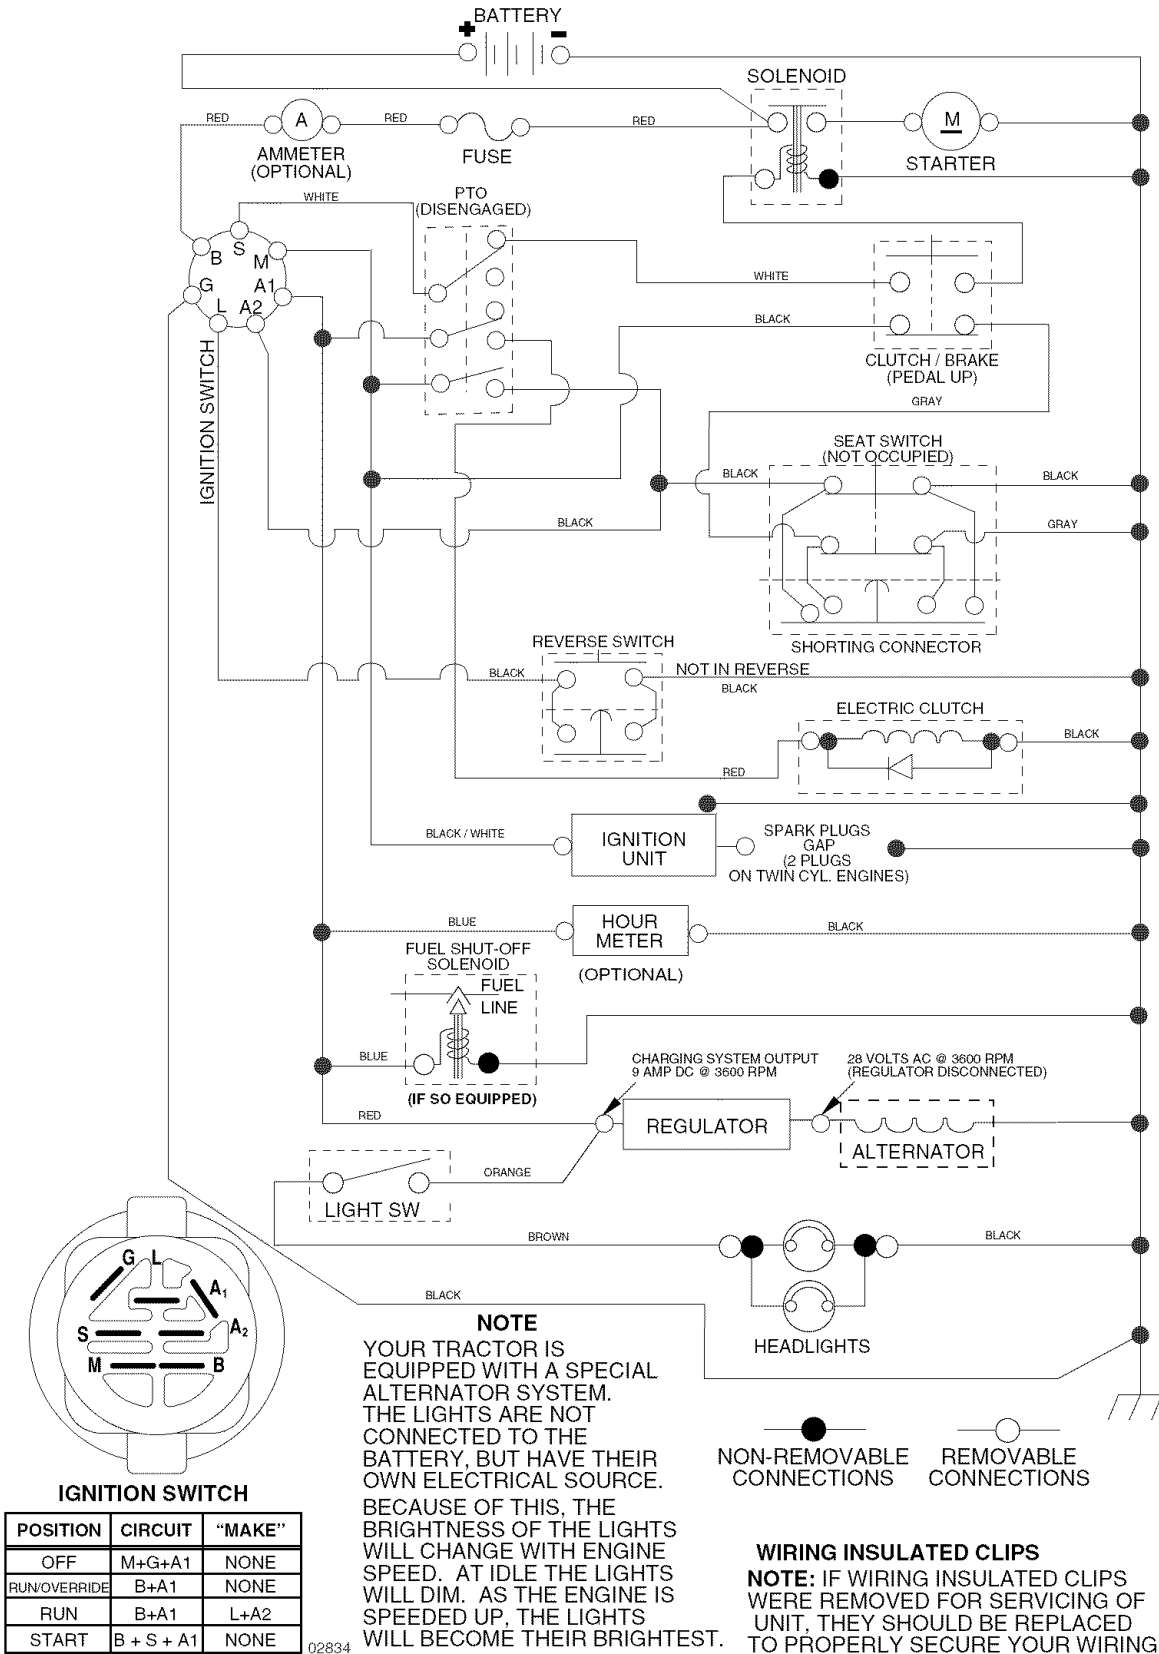 BATTERY
+ -
SOLENOID
RED
A
RED
RED
M
AMMETER
(OPTIONAL)
FUSE
STARTER
WHITE
PTO
(DISENGAGED)
B
S
M
G
A1
L
A2
IGNITION SWITCH
WHITE
BLACK
CLUTCH / BRAKE
(PEDAL UP)
GRAY
SEAT SWITCH
(NOT OCCUPIED)
BLACK
BLACK
BLACK
GRAY
SHORTING CONNECTOR
REVERSE SWITCH
BLACK
NOT IN REVERSE
BLACK
ELECTRIC CLUTCH
BLACK
RED
BLACK / WHITE
IGNITION
UNIT
SPARK PLUGS
GAP
(2 PLUGS
ON TWIN CYL. ENGINES)
BLUE
HOUR
METER
(OPTIONAL)
BLACK
FUEL SHUT-OFF
SOLENOID
FUEL
LINE
BLUE
(IF SO EQUIPPED)
CHARGING SYSTEM OUTPUT
9 AMP DC @ 3600 RPM
28 VOLTS AC @ 3600 RPM
(REGULATOR DISCONNECTED)
RED
REGULATOR
ALTERNATOR
ORANGE
LIGHT SW
BROWN
BLACK
HEADLIGHTS
BLACK
G
L
A1
A2
S
M
B
IGNITION SWITCH
POSITION CIRCUIT "MAKE"
OFF M+G+A1 NONE
RUN/OVERRIDE B+A1 NONE
RUN B+A1 L+A2
START B + S + A1 NONE
02834
NOTE
YOUR TRACTOR IS
EQUIPPED WITH A SPECIAL
ALTERNATOR SYSTEM.
THE LIGHTS ARE NOT
CONNECTED TO THE
BATTERY, BUT HAVE THEIR
OWN ELECTRICAL SOURCE.
BECAUSE OF THIS, THE
BRIGHTNESS OF THE LIGHTS
WILL CHANGE WITH ENGINE
SPEED. AT IDLE THE LIGHTS
WILL DIM. AS THE ENGINE IS
SPEEDED UP, THE LIGHTS
WILL BECOME THEIR BRIGHTEST.
NON-REMOVABLE
CONNECTIONS
REMOVABLE
CONNECTIONS
WIRING INSULATED CLIPS
NOTE: IF WIRING INSULATED CLIPS
WERE REMOVED FOR SERVICING OF
UNIT, THEY SHOULD BE REPLACED
TO PROPERLY SECURE YOUR WIRING